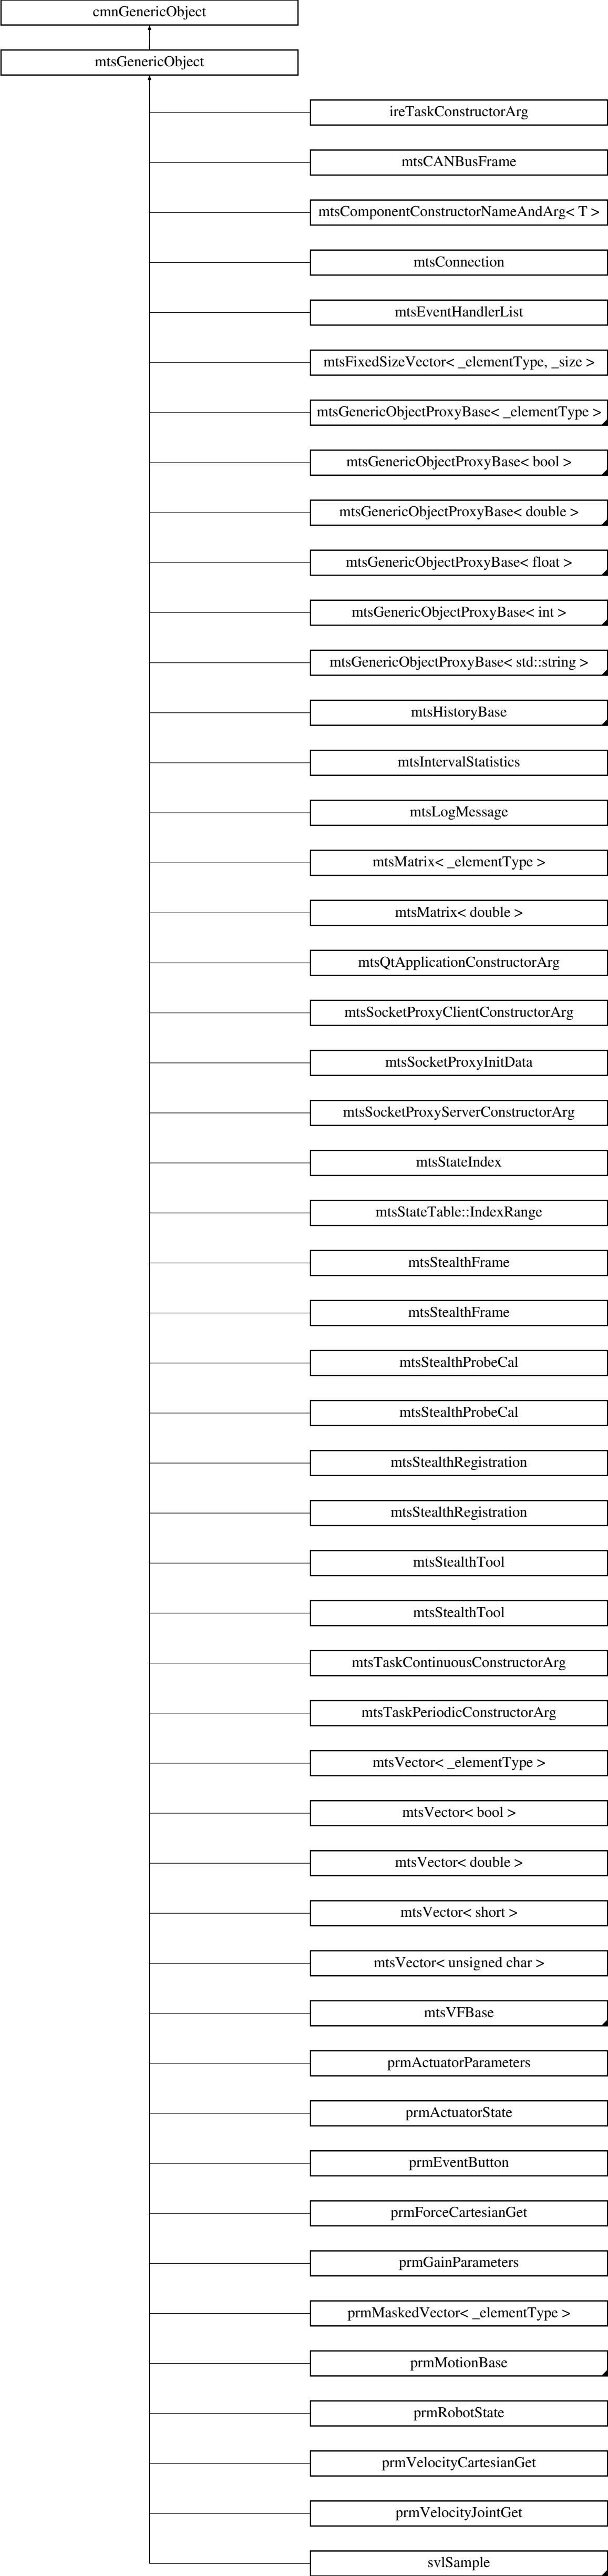 cmnGenericObject
mtsGenericObject
ireTaskConstructorArg
mtsCANBusFrame
mtsComponentConstructorNameAndArg< T >
mtsConnection
mtsEventHandlerList
mtsFixedSizeVector< _elementType, _size >
mtsGenericObjectProxyBase< _elementType >
mtsGenericObjectProxyBase< bool >
mtsGenericObjectProxyBase< double >
mtsGenericObjectProxyBase< float >
mtsGenericObjectProxyBase< int >
mtsGenericObjectProxyBase< std::string >
mtsHistoryBase
mtsIntervalStatistics
mtsLogMessage
mtsMatrix< _elementType >
mtsMatrix< double >
mtsQtApplicationConstructorArg
mtsSocketProxyClientConstructorArg
mtsSocketProxyInitData
mtsSocketProxyServerConstructorArg
mtsStateIndex
mtsStateTable::IndexRange
mtsStealthFrame
mtsStealthFrame
mtsStealthProbeCal
mtsStealthProbeCal
mtsStealthRegistration
mtsStealthRegistration
mtsStealthTool
mtsStealthTool
mtsTaskContinuousConstructorArg
mtsTaskPeriodicConstructorArg
mtsVector< _elementType >
mtsVector< bool >
mtsVector< double >
mtsVector< short >
mtsVector< unsigned char >
mtsVFBase
prmActuatorParameters
prmActuatorState
prmEventButton
prmForceCartesianGet
prmGainParameters
prmMaskedVector< _elementType >
prmMotionBase
prmRobotState
prmVelocityCartesianGet
prmVelocityJointGet
svlSample